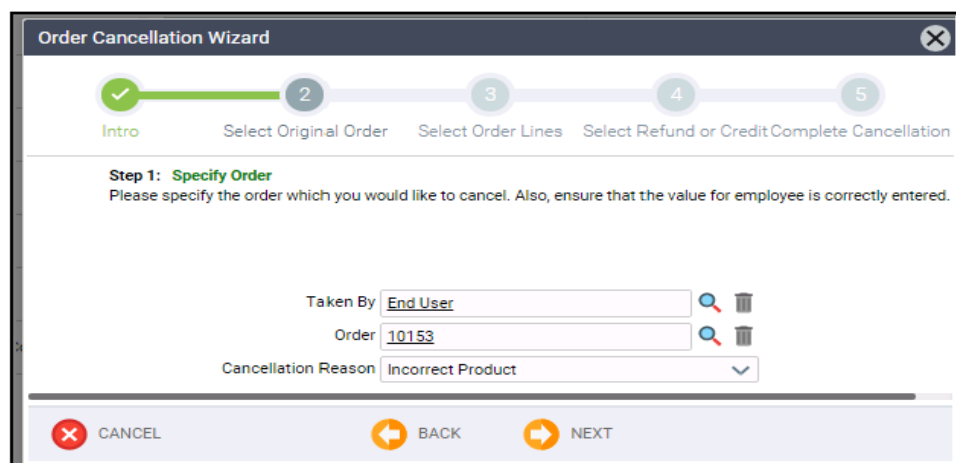 Order Cancellation Wizard
2 3 4 5
Intro Select Original Order Select Order Lines Select Refund or Credit Complete Cancellation
Step 1: Specify Order
Please specify the order which you would like to cancel. Also, ensure that the value for employee is correctly entered.
Taken By End User
Order 10153
Cancellation Reason Incorrect Product
CANCEL BACK NEXT